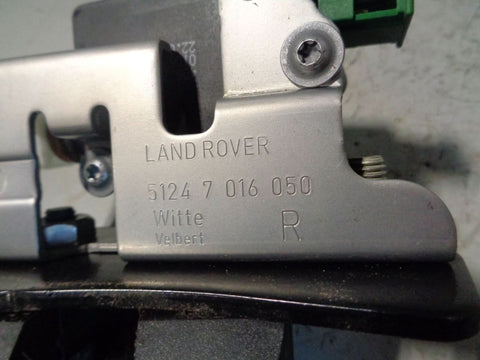 LAND ROVER
5124 7 016 050
Witte
Velbert R